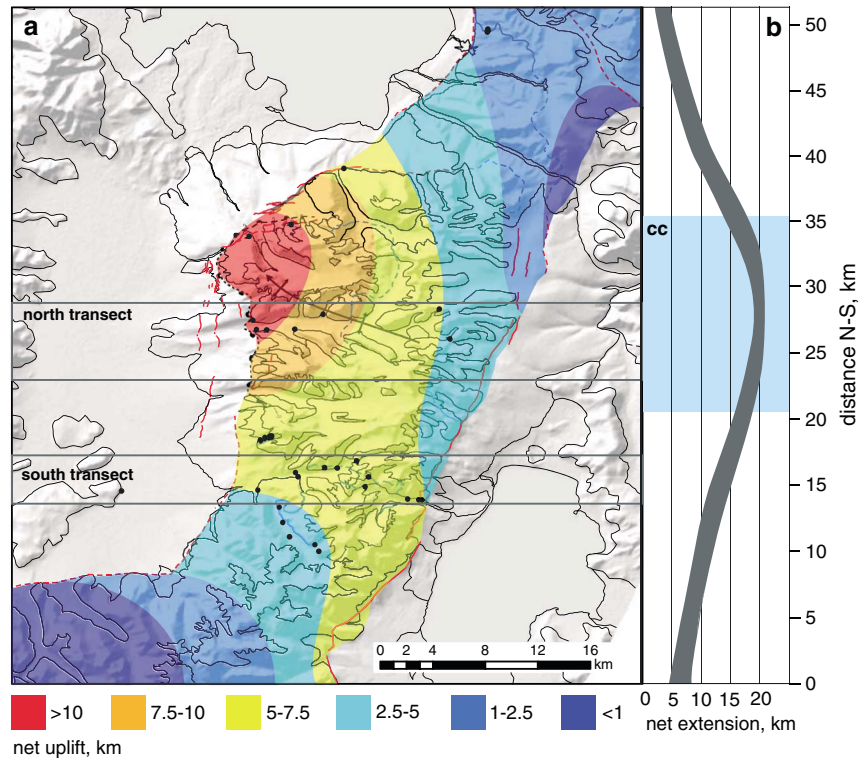 a
b
50
45
40
35
cc
30
north transect
25
20
south transect
15
10
5
0 2 4 8 12 16
km
0
0 5 10 15 20
net extension, km
distance N-S, km
>10 7.5-10 5-7.5 2.5-5 1-2.5 <1
net uplift, km